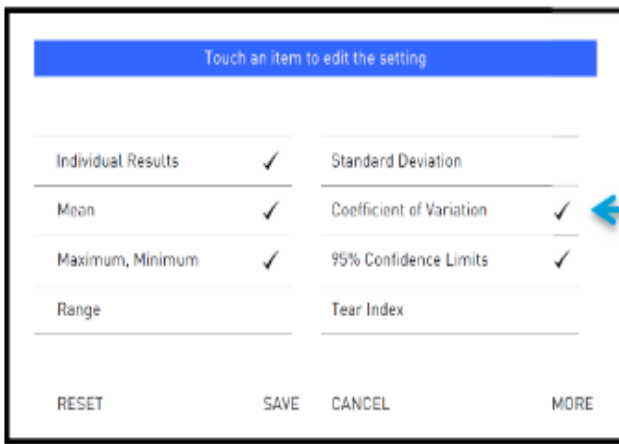 Touch an item to edit the setting
Individual Results ✓ Standard Deviation
Mean ✓ Coefficient of Variation ✓
Maximum, Minimum ✓ 95% Confidence Limits ✓
Range Tear Index
RESET SAVE CANCEL MORE